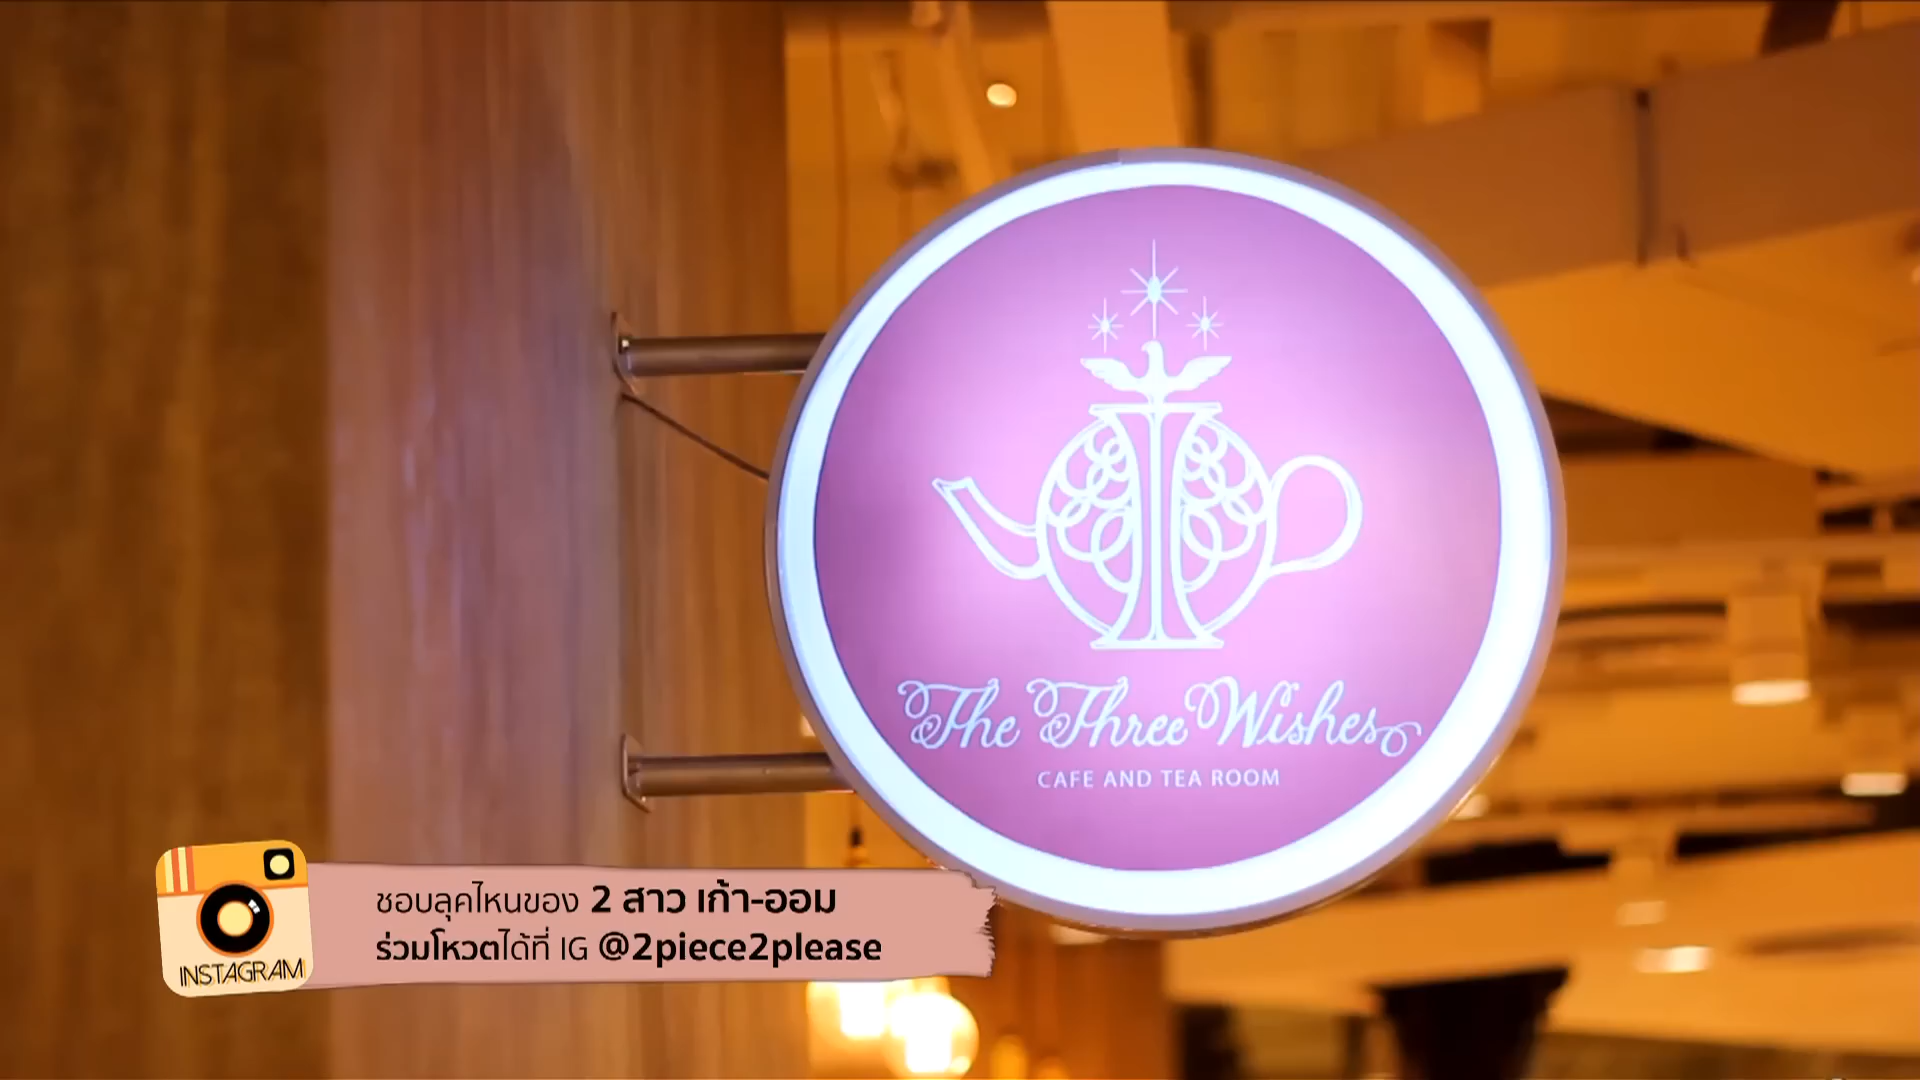 The Three Wishes
CAFE AND TEA ROOM
ชอบลุคไหนของ 2 สาว เก้า-ออม
ร่วมโหวตได้ที่ IG @2piece2please
INSTAGRAM